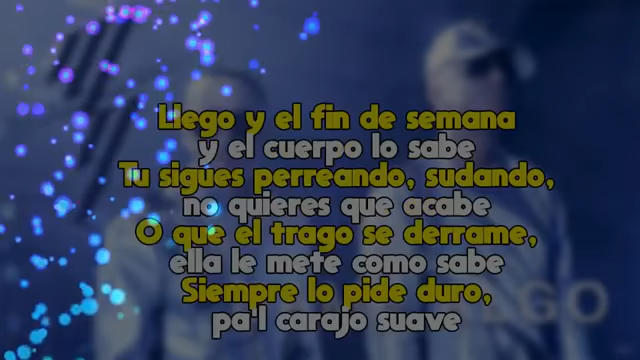 Llego y el fin de semana
y el cuerpo lo sabe
Tu sigues perreando, sudando,
no quieres que acabe
O que el trago se derrame,
ella le mete como sabe
Siempre lo pide duro,
pa'l carajo suave